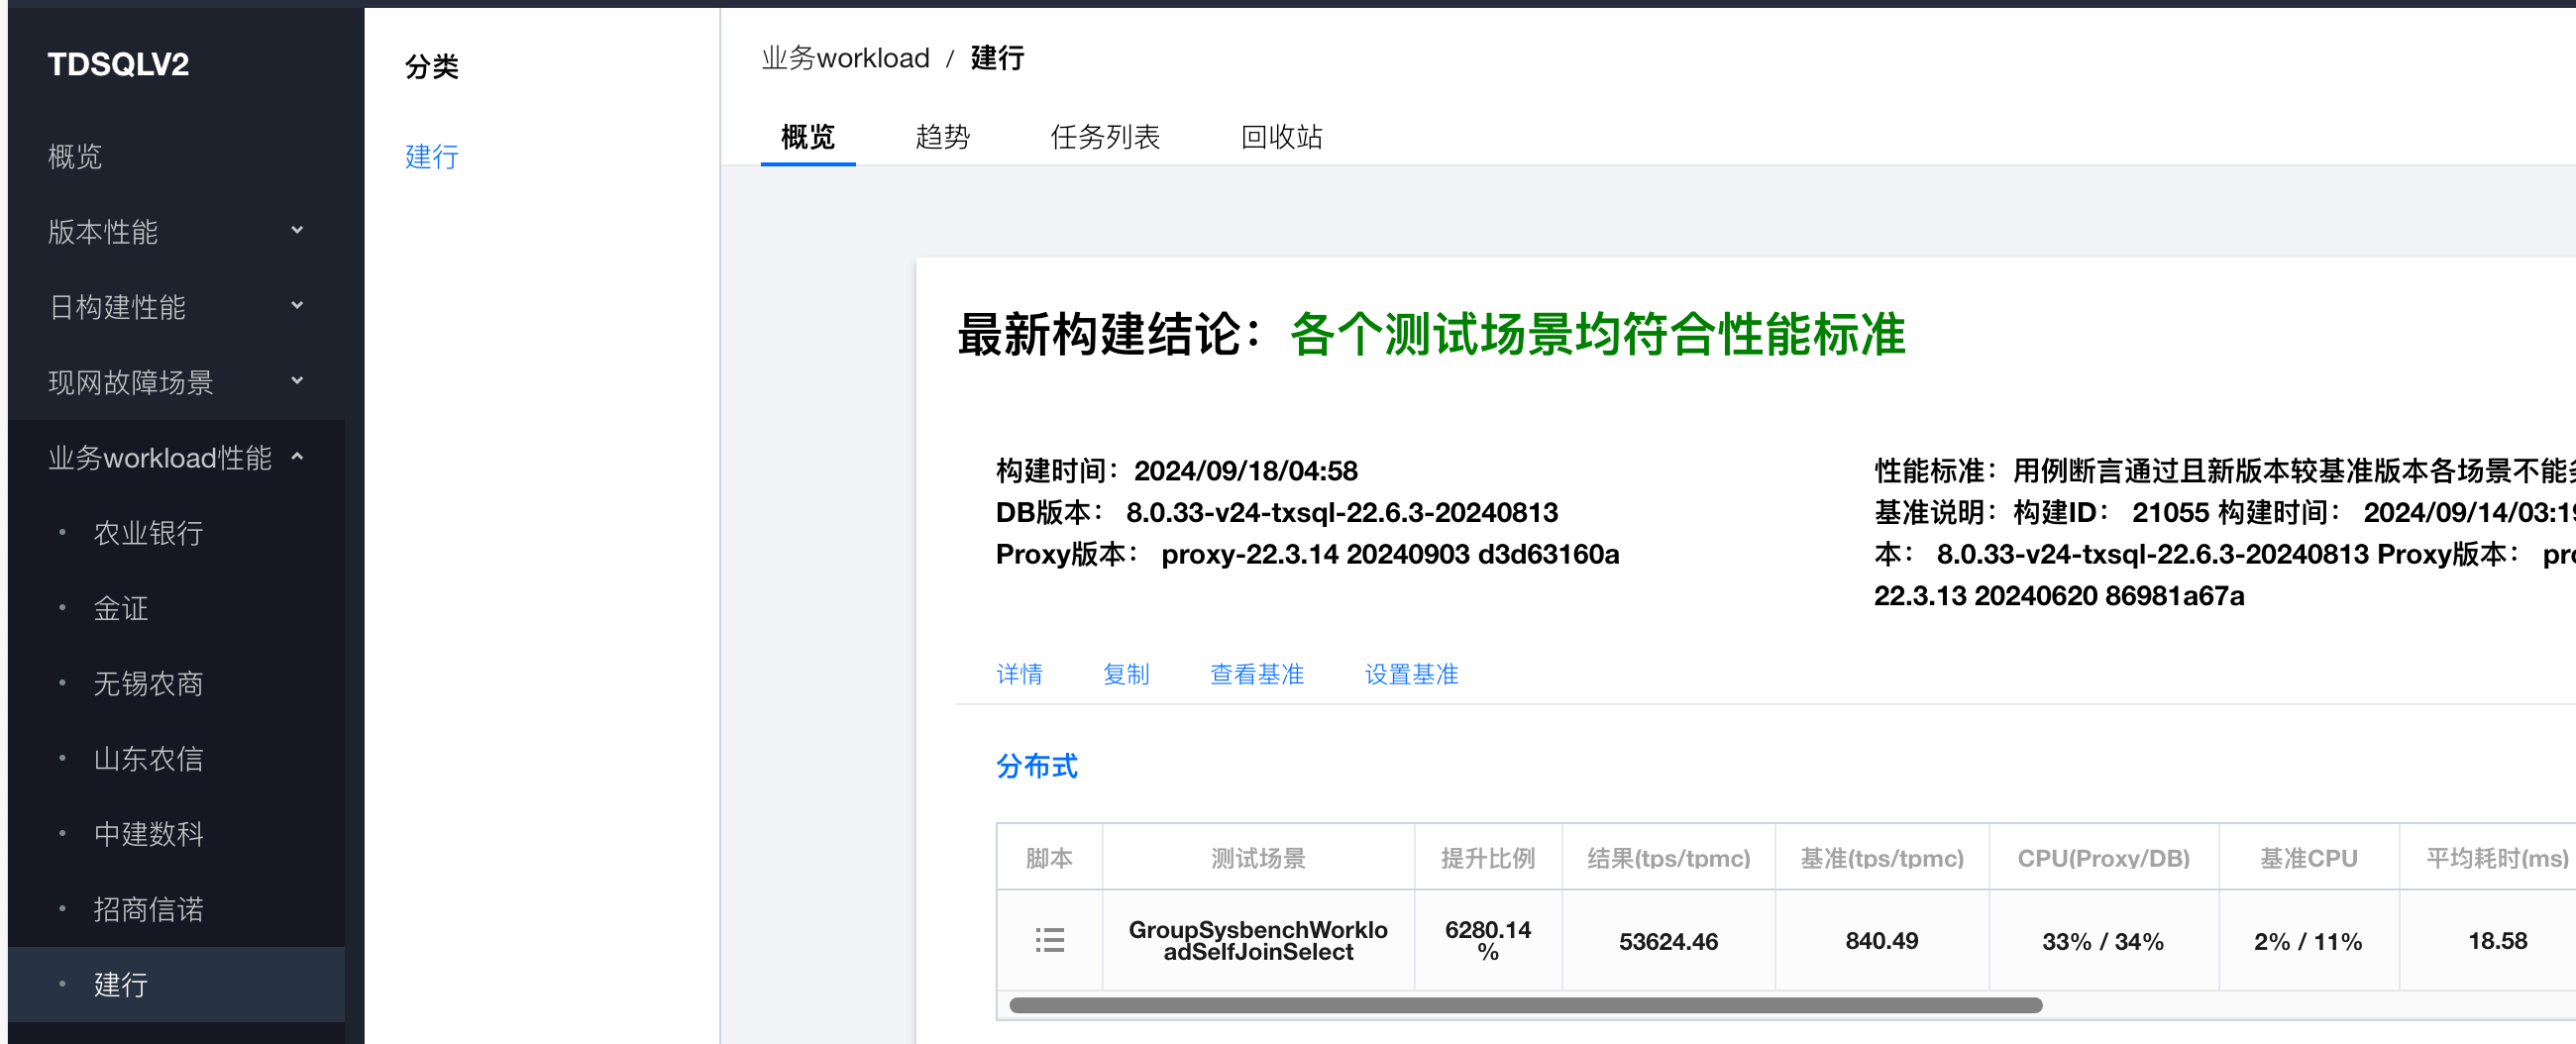 TDSQLV2
概览
版本性能
日构建性能
现网故障场景
业务workload性能
农业银行
金证
无锡农商
山东农信
中建数科
招商信诺
建行
分类
建行
业务workload / 建行
概览 趋势 任务列表 回收站
最新构建结论：各个测试场景均符合性能标准
构建时间：2024/09/18/04:58
DB版本： 8.0.33-v24-txsql-22.6.3-20240813
Proxy版本： proxy-22.3.14 20240903 d3d63160a
性能标准：用例断言通过且新版本较基准版本各场景不能
基准说明：构建ID： 21055 构建时间： 2024/09/14/03:19
本： 8.0.33-v24-txsql-22.6.3-20240813 Proxy版本： pro
22.3.13 20240620 86981a67a
详情 复制 查看基准 设置基准
分布式
脚本 测试场景 提升比例 结果(tps/tpmc) 基准(tps/tpmc) CPU(Proxy/DB) 基准CPU 平均耗时(ms)
GroupSysbenchWorklo
adSelfJoinSelect
6280.14
%
53624.46 840.49 33% / 34% 2% / 11% 18.58